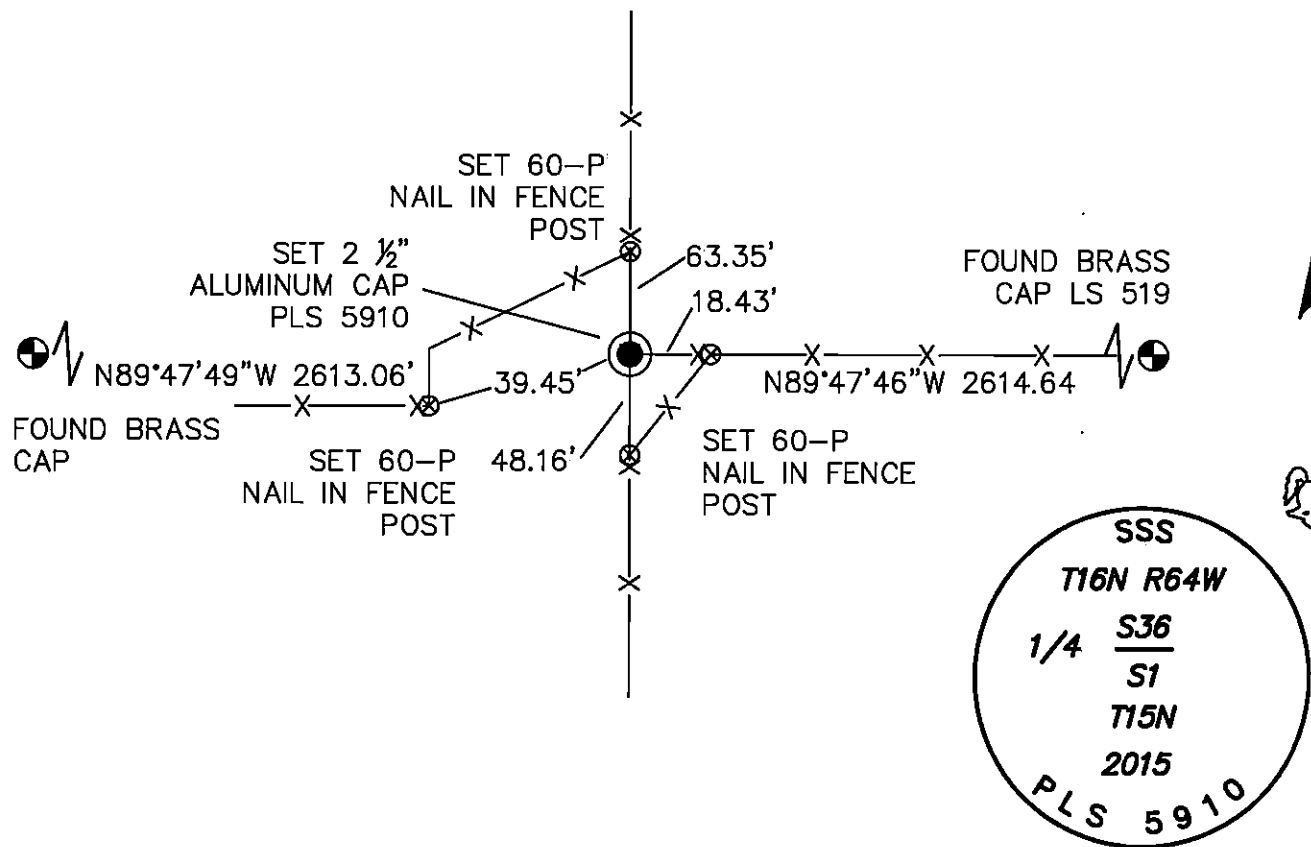 SET 60-P
NAIL IN FENCE
POST
SET 2 ½"
ALUMINUM CAP
PLS 5910
63.35'
18.43'
FOUND BRASS
CAP LS 519
N89°47'49"W 2613.06'
39.45'
N89°47'46"W 2614.64
FOUND BRASS
CAP
SET 60-P
NAIL IN FENCE
POST
48.16'
SET 60-P
NAIL IN FENCE
POST
SSS
T16N R64W
1/4 S36
S1
T15N
2015
PLS 5910